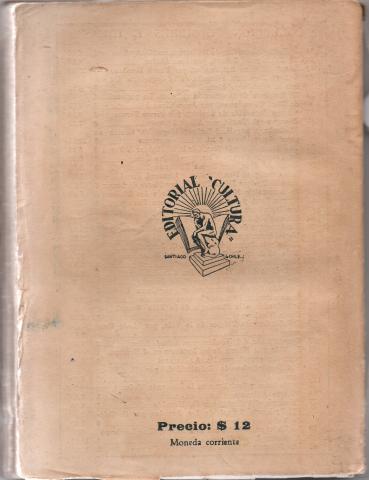 EDITORIAL "CULTURA"
SANTIAGO CHILE
Precio: $ 12
Moneda corriente